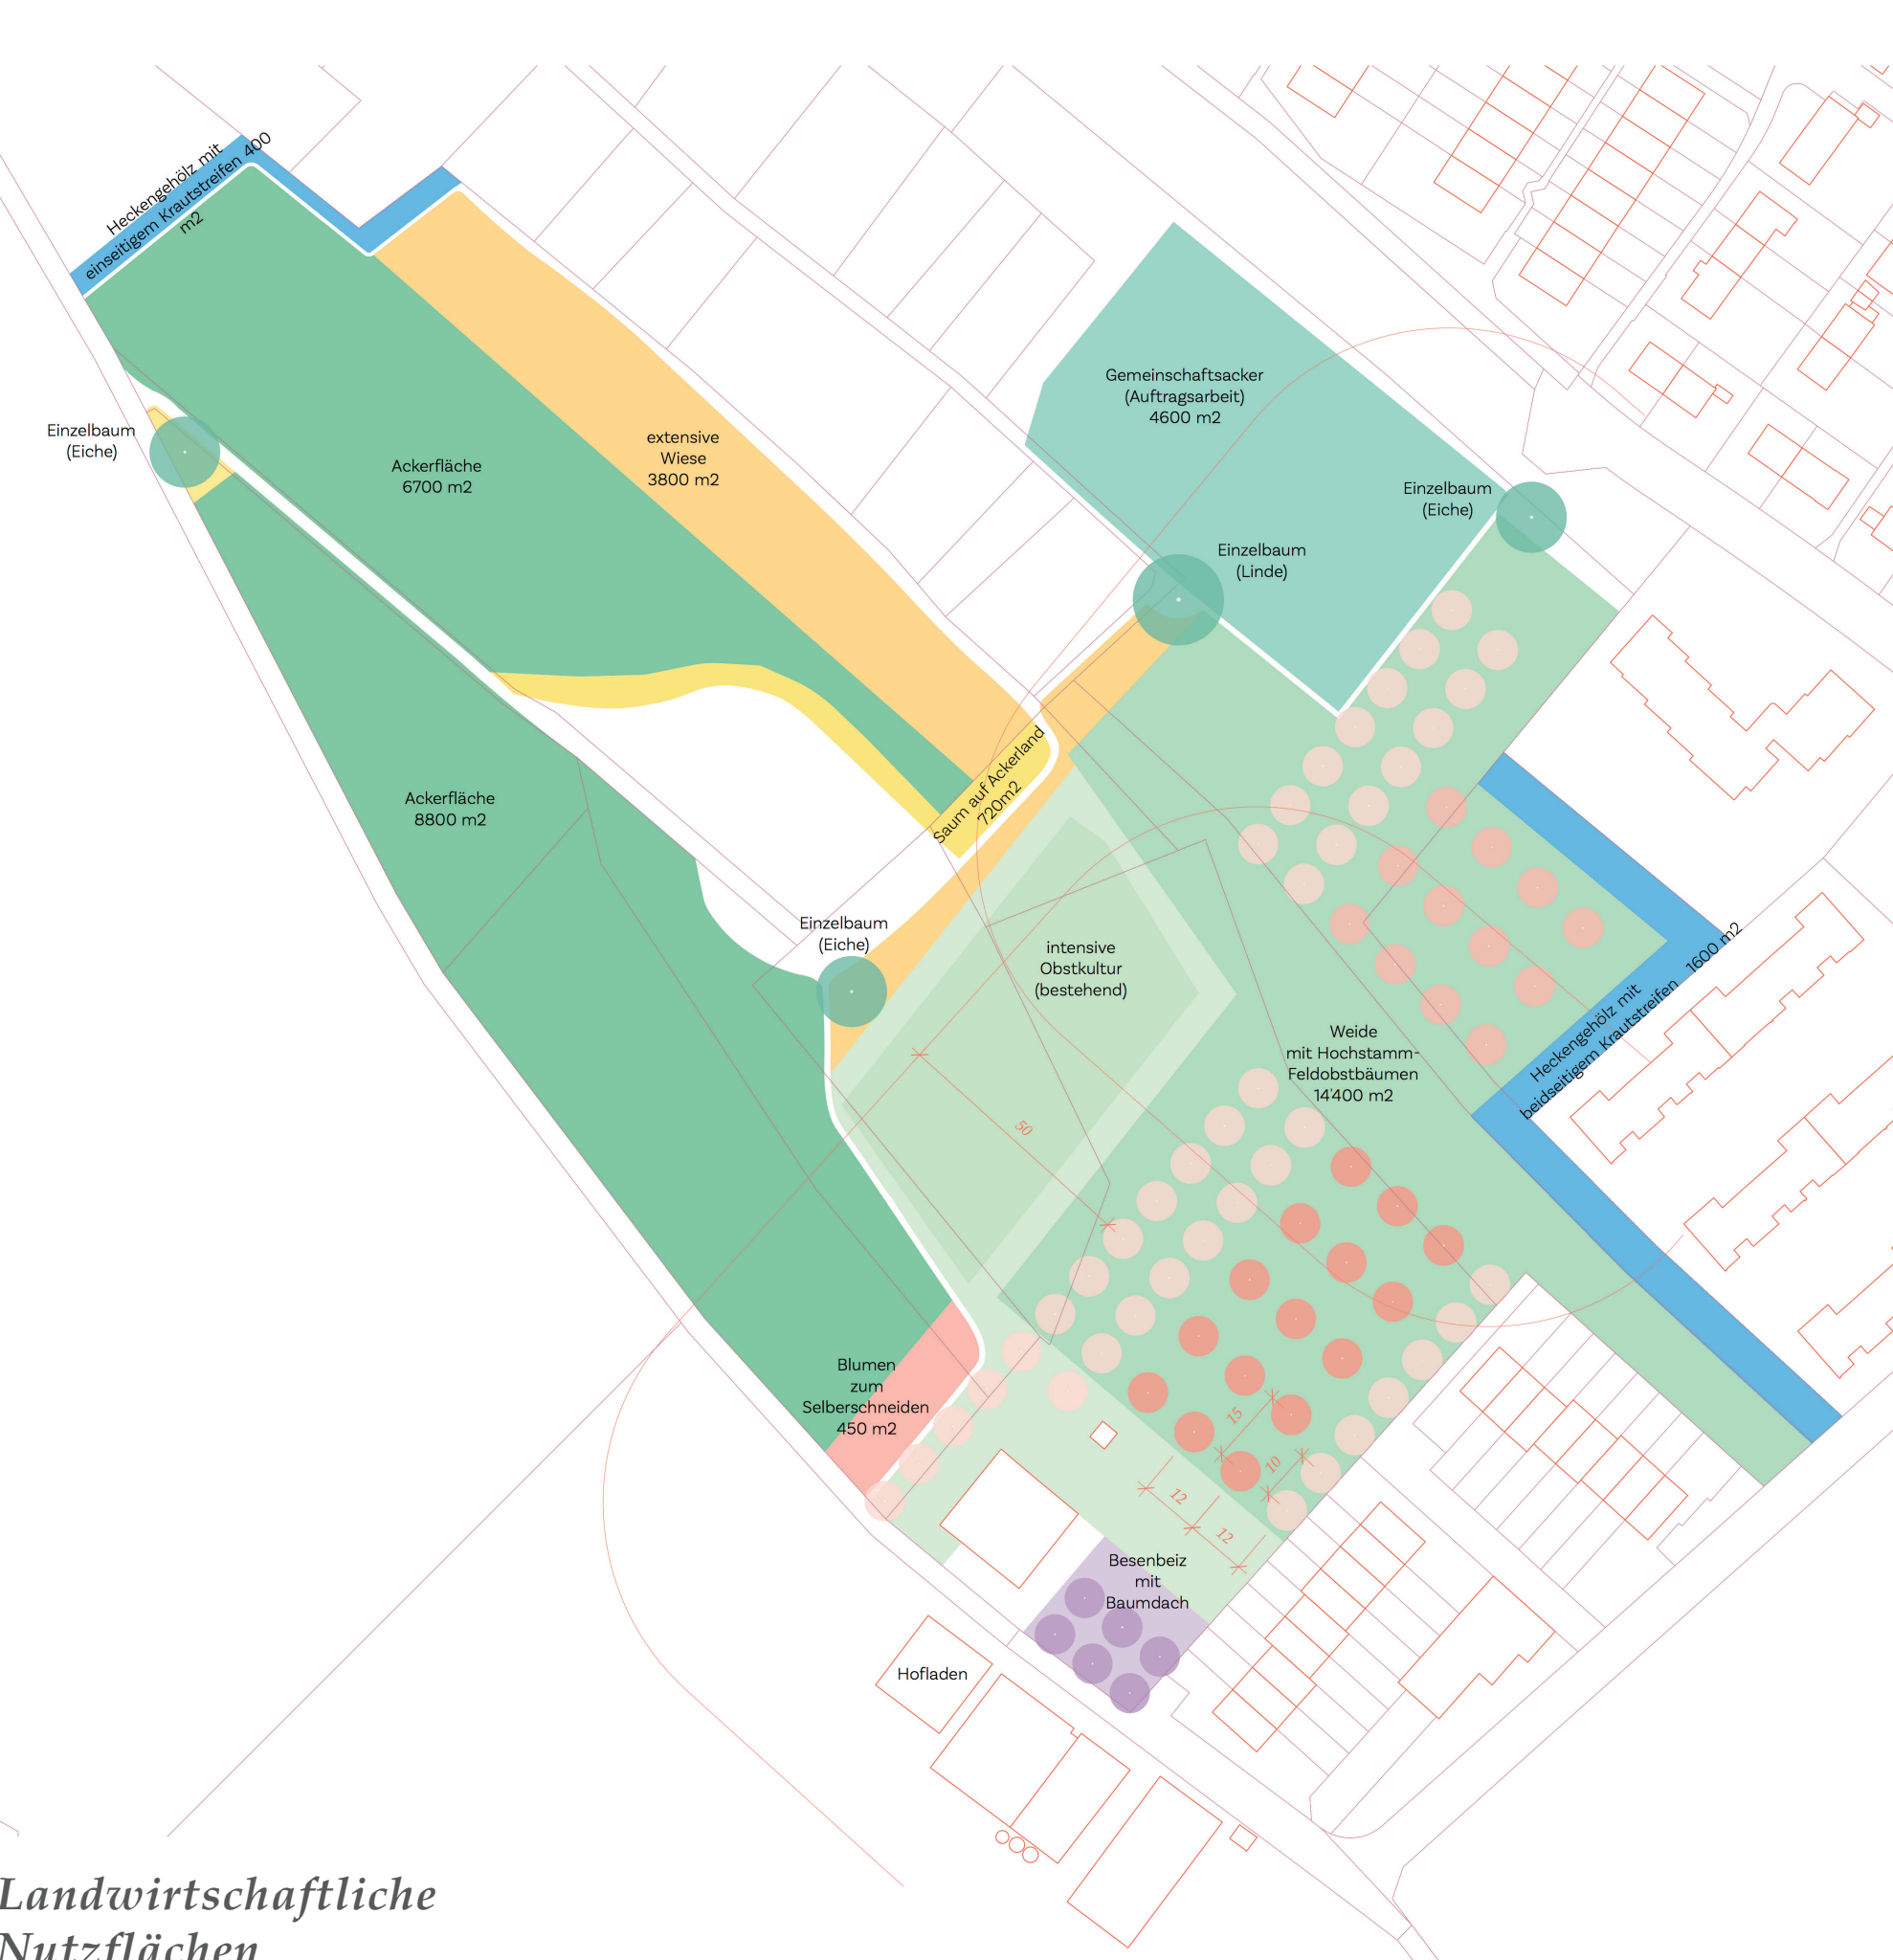 Heckengehölz mit
einseitigem Krautstreifen 400
m2
Einzelbaum
(Eiche)
Ackerfläche
6700 m2
extensive
Wiese
3800 m2
Gemeinschaftsacker
(Auftragsarbeit)
4600 m2
Einzelbaum
(Eiche)
Einzelbaum
(Linde)
Saum auf Ackerland
720m2
Ackerfläche
8800 m2
Einzelbaum
(Eiche)
intensive
Obstkultur
(bestehend)
Weide
mit Hochstamm-
Feldobstbäumen
14'400 m2
Heckengehölz mit
beidseitigem Krautstreifen 1600 m2
50
Blumen
zum
Selberschneiden
450 m2
15
10
12
12
Besenbeiz
mit
Baumdach
Hofladen
Landwirtschaftliche
Nutzflächen